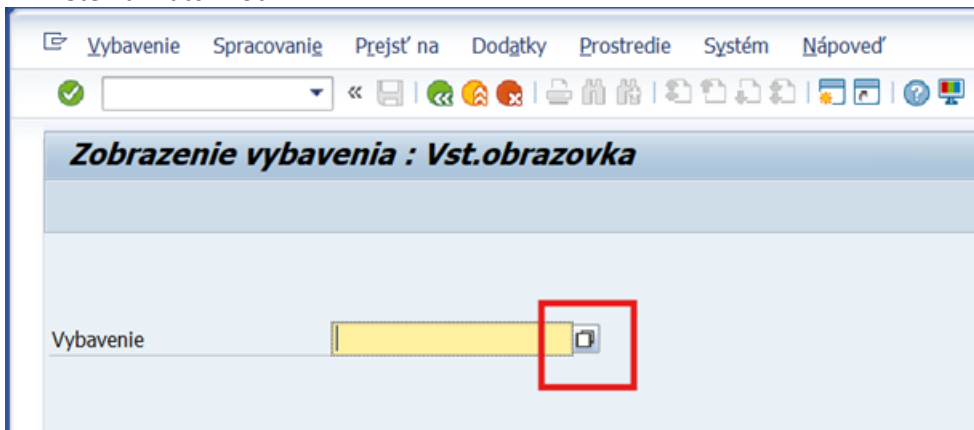 Vybavenie Spracovanie Prejsť na Dodatky Prostredie Systém Nápoveď
Zobrazenie vybavenia : Vst.obrazovka
Vybavenie